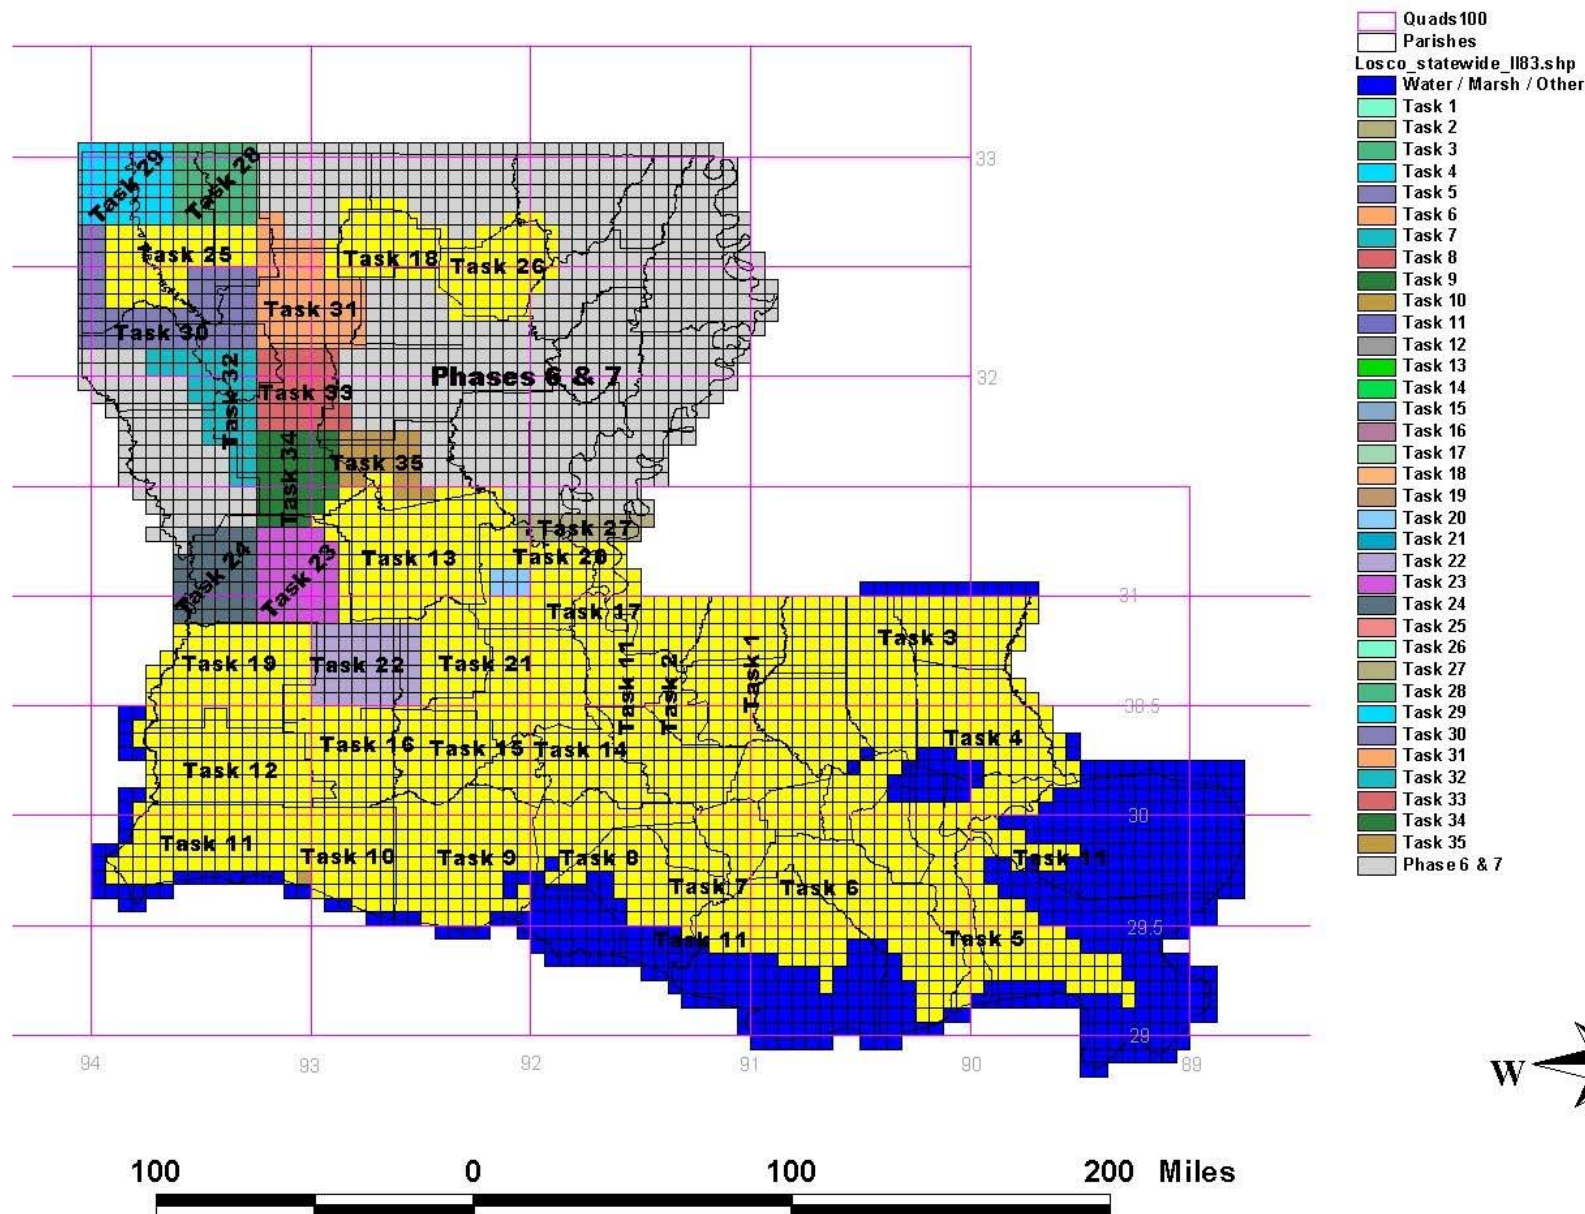 Quads100
Parishes
Losco_statewide_ll83.shp
Water / Marsh / Other
Task 1
Task 2
Task 3
Task 4
Task 5
Task 6
Task 7
Task 8
Task 9
Task 10
Task 11
Task 12
Task 13
Task 14
Task 15
Task 16
Task 17
Task 18
Task 19
Task 20
Task 21
Task 22
Task 23
Task 24
Task 25
Task 26
Task 27
Task 28
Task 29
Task 30
Task 31
Task 32
Task 33
Task 34
Task 35
Phase 6 & 7
Task 29
Task 28
33
Task 25
Task 18
Task 26
Task 31
Task 30
Task 32
Phases 6 & 7
32
Task 33
Task 34
Task 35
Task 27
Task 24
Task 23
Task 13
Task 20
Task 17
31
Task 19
Task 22
Task 21
Task 11
Task 2
Task 1
Task 3
30.5
Task 12
Task 16
Task 15
Task 14
Task 4
30
Task 11
Task 10
Task 9
Task 8
Task 7
Task 6
Task 11
Task 11
Task 5
29.5
29
94
93
92
91
90
89
W
100
0
100
200 Miles